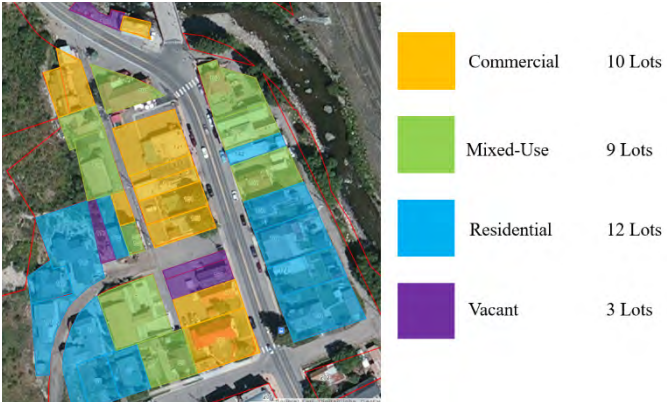 Commercial 10 Lots
Mixed-Use 9 Lots
Residential 12 Lots
Vacant 3 Lots